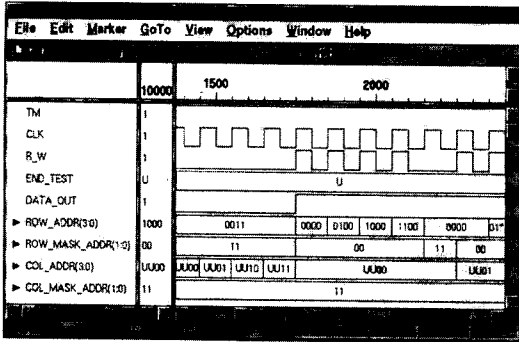 File Edit Marker GoTo View Options Window Help
10000 1500 2000
TM 1
CLK 1
R_W 1
END_TEST U U
DATA_OUT 1
ROW_ADDR(3:0) 1000 0011 0000 0100 1000 1100 0000 01*
ROW_MASK_ADDR(1:0) 00 11 00 11 00
COL_ADDR(3:0) UU00 UU00 UU01 UU10 UU11 UU00 UU01
COL_MASK_ADDR(1:0) 11 11